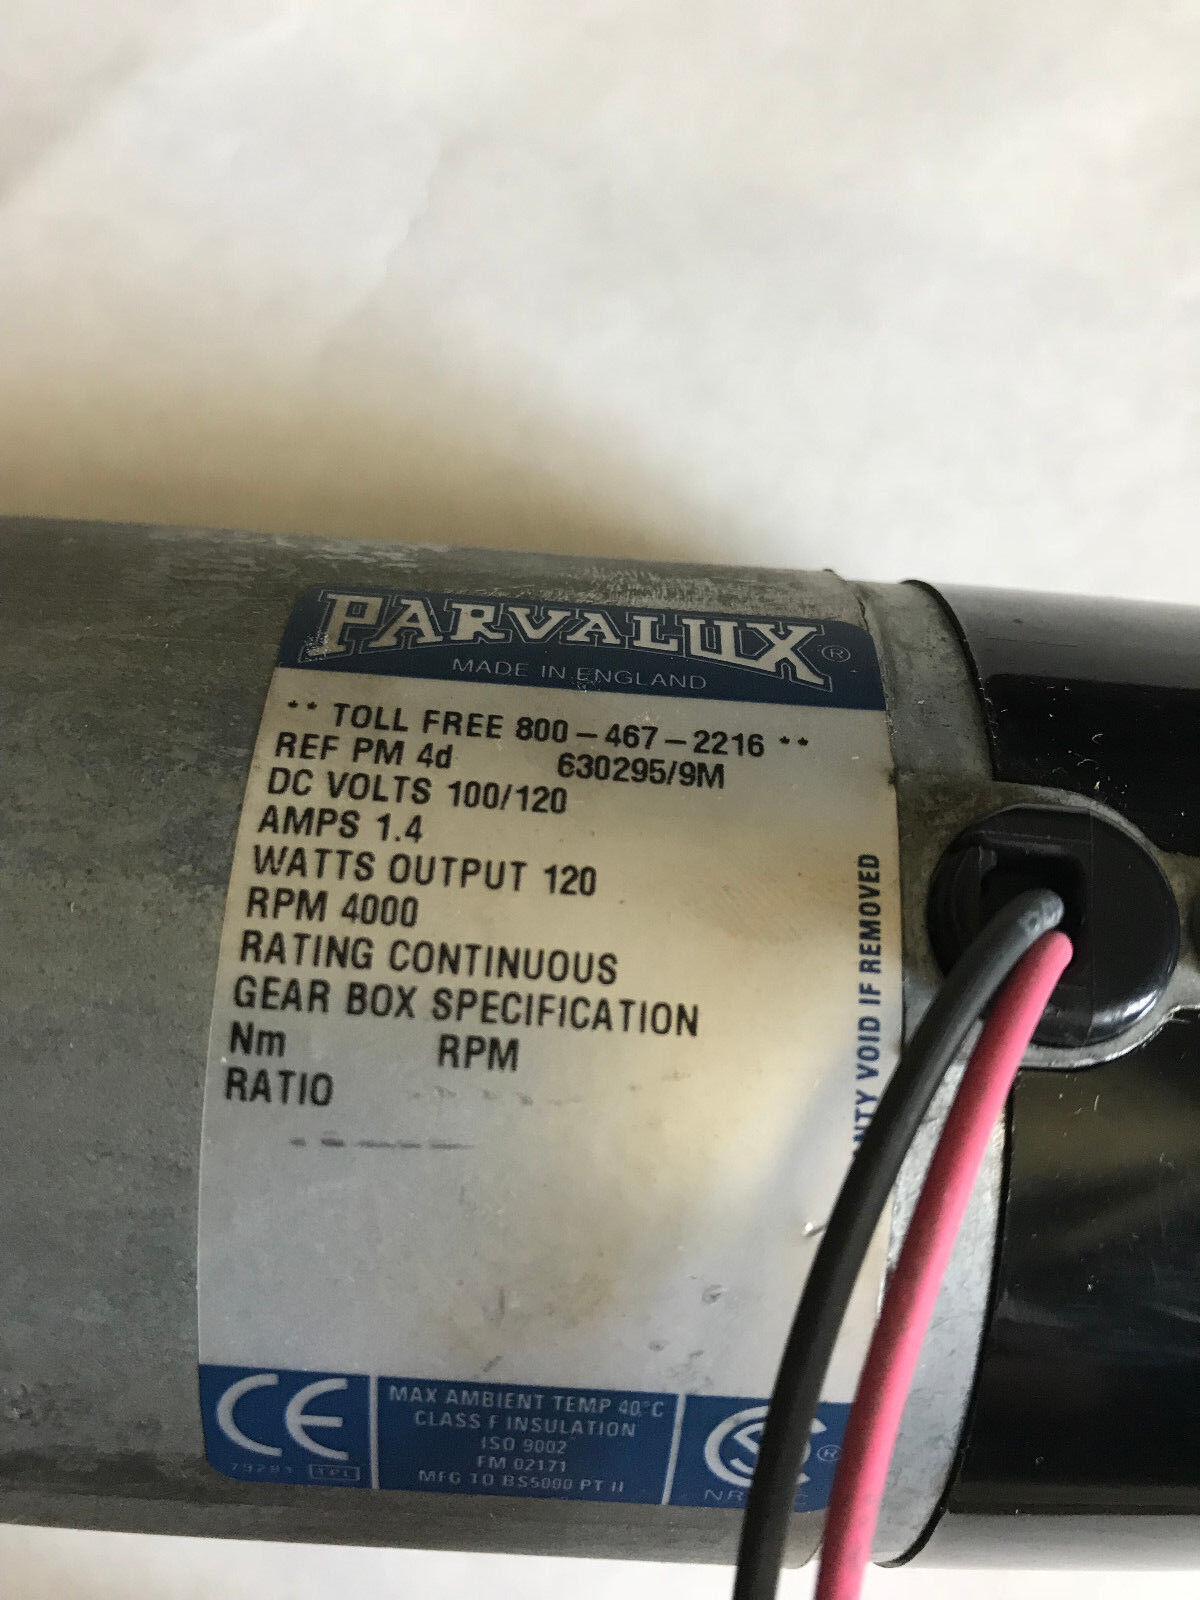 PARVALUX ®
MADE IN ENGLAND
** TOLL FREE 800-467-2216 **
REF PM 4d 630295/9M
DC VOLTS 100/120
AMPS 1.4
WATTS OUTPUT 120
RPM 4000
RATING CONTINUOUS
GEAR BOX SPECIFICATION
Nm RPM
RATIO
NTY VOID IF REMOVED
CE
79281 TPL
MAX AMBIENT TEMP 40°C
CLASS F INSULATION
ISO 9002
FM 02171
MFG TO BS5000 PT II
®